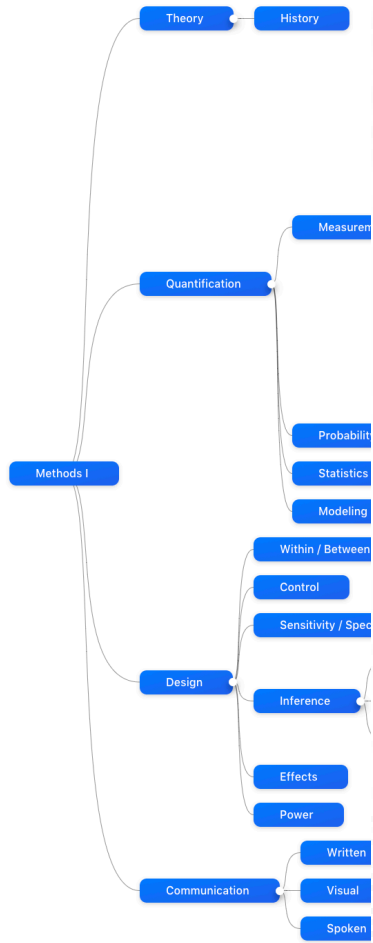 Theory
History
Measurem
Quantification
Probability
Statistics
Methods I
Modeling
Within / Between
Control
Sensitivity / Spec
Design
Inference
Effects
Power
Written
Communication
Visual
Spoken